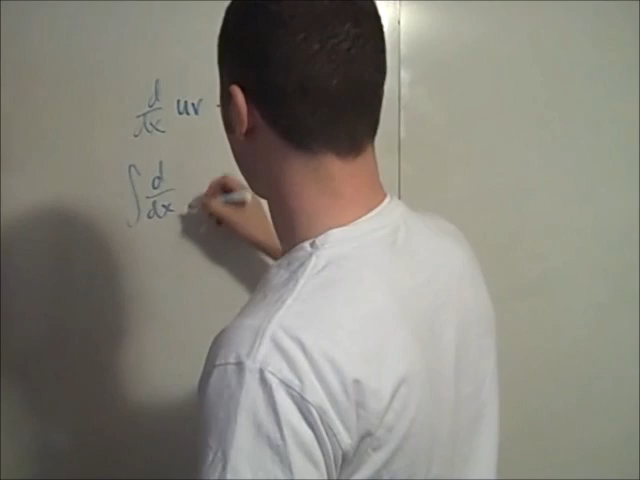 d/dx uv
∫ d/dx